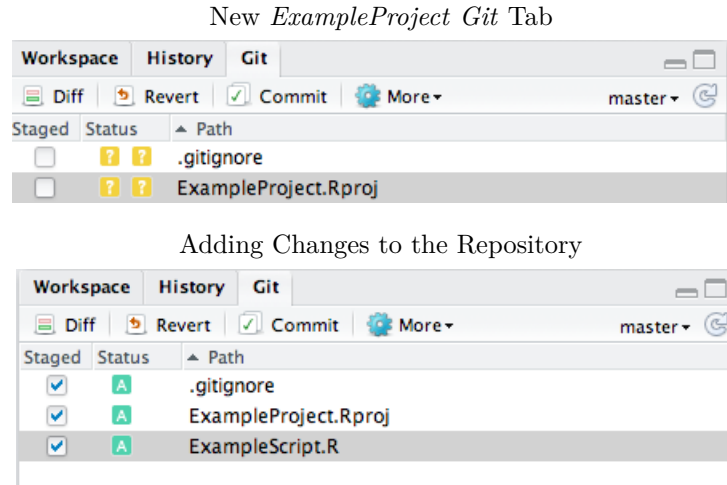 New ExampleProject Git Tab
Workspace History Git
Diff Revert Commit More master
Staged Status Path
? ? .gitignore
? ? ExampleProject.Rproj
Adding Changes to the Repository
Workspace History Git
Diff Revert Commit More master
Staged Status Path
A .gitignore
A ExampleProject.Rproj
A ExampleScript.R